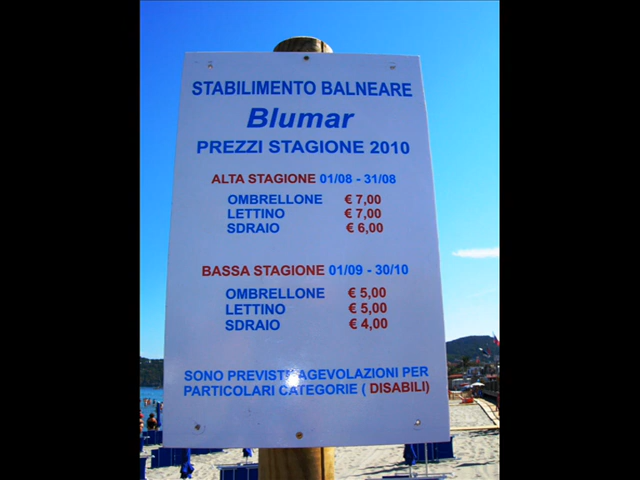 STABILIMENTO BALNEARE
Blumar
PREZZI STAGIONE 2010
ALTA STAGIONE 01/08 - 31/08
OMBRELLONE € 7,00
LETTINO € 7,00
SDRAIO € 6,00
BASSA STAGIONE 01/09 - 30/10
OMBRELLONE € 5,00
LETTINO € 5,00
SDRAIO € 4,00
SONO PREVISTE AGEVOLAZIONI PER
PARTICOLARI CATEGORIE ( DISABILI)